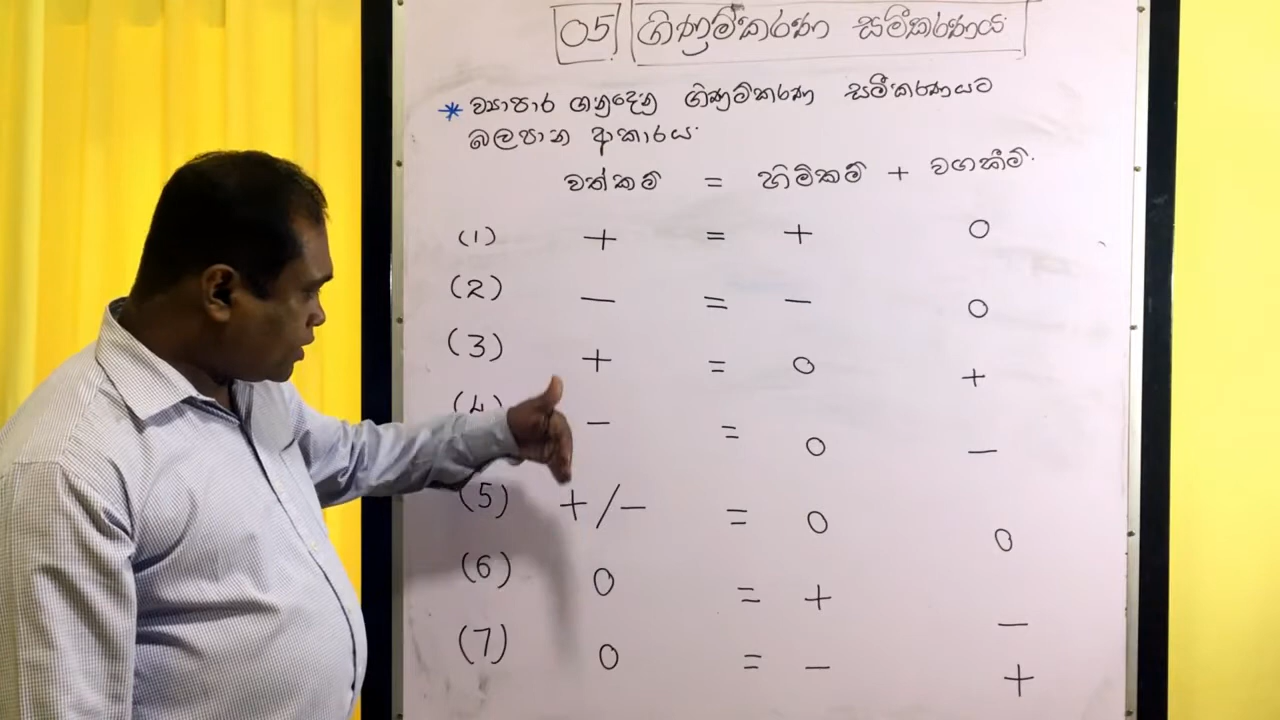 05 ගිණුම්කරණ සමීකරණය
* ව්‍යාපාර ගනුදෙනු ගිණුම්කරණ සමීකරණයට
බලපාන ආකාරය.
වත්කම් = හිමිකම් + වගකීම්.
(1) + = + 0
(2) − = − 0
(3) + = 0 +
(4) − = 0 −
(5) +/− = 0 0
(6) 0 = + −
(7) 0 = − +